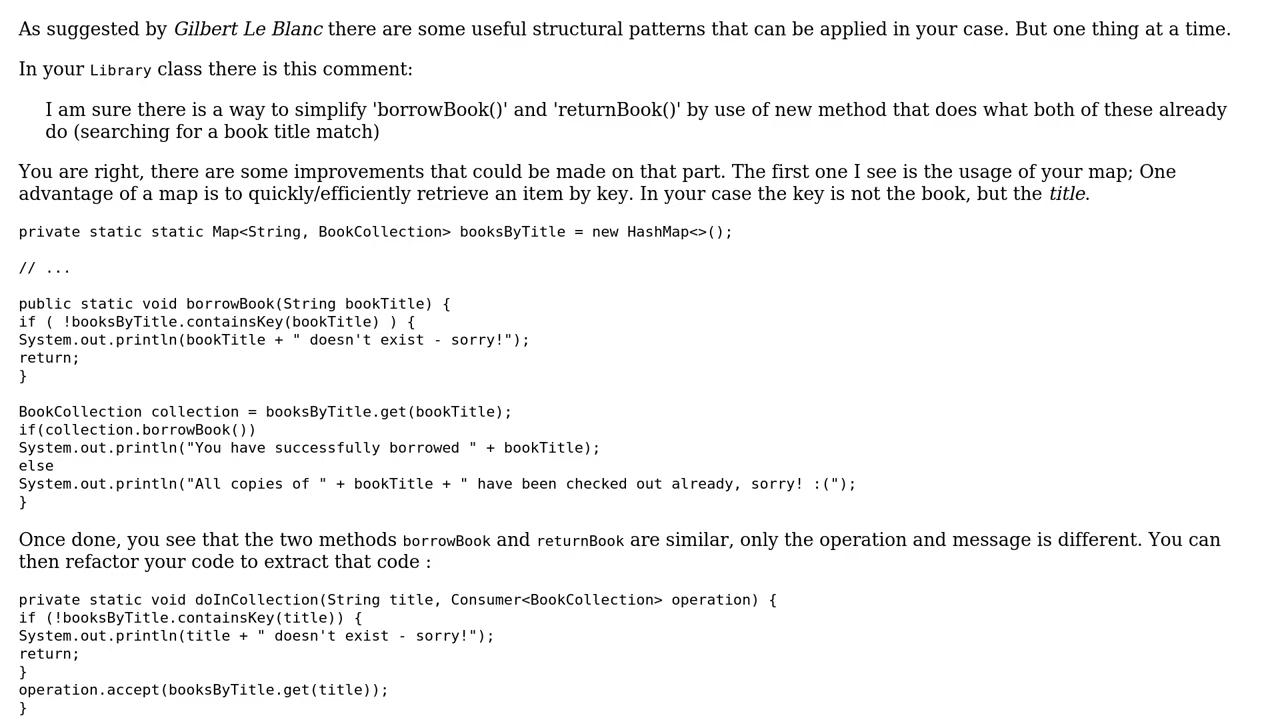 As suggested by Gilbert Le Blanc there are some useful structural patterns that can be applied in your case. But one thing at a time.
In your Library class there is this comment:
I am sure there is a way to simplify 'borrowBook()' and 'returnBook()' by use of new method that does what both of these already
do (searching for a book title match)
You are right, there are some improvements that could be made on that part. The first one I see is the usage of your map; One
advantage of a map is to quickly/efficiently retrieve an item by key. In your case the key is not the book, but the title.
private static static Map<String, BookCollection> booksByTitle = new HashMap<>();
// ...
public static void borrowBook(String bookTitle) {
if ( !booksByTitle.containsKey(bookTitle) ) {
System.out.println(bookTitle + " doesn't exist - sorry!");
return;
}
BookCollection collection = booksByTitle.get(bookTitle);
if(collection.borrowBook())
System.out.println("You have successfully borrowed " + bookTitle);
else
System.out.println("All copies of " + bookTitle + " have been checked out already, sorry! :(");
}
Once done, you see that the two methods borrowBook and returnBook are similar, only the operation and message is different. You can
then refactor your code to extract that code :
private static void doInCollection(String title, Consumer<BookCollection> operation) {
if (!booksByTitle.containsKey(title)) {
System.out.println(title + " doesn't exist - sorry!");
return;
}
operation.accept(booksByTitle.get(title));
}